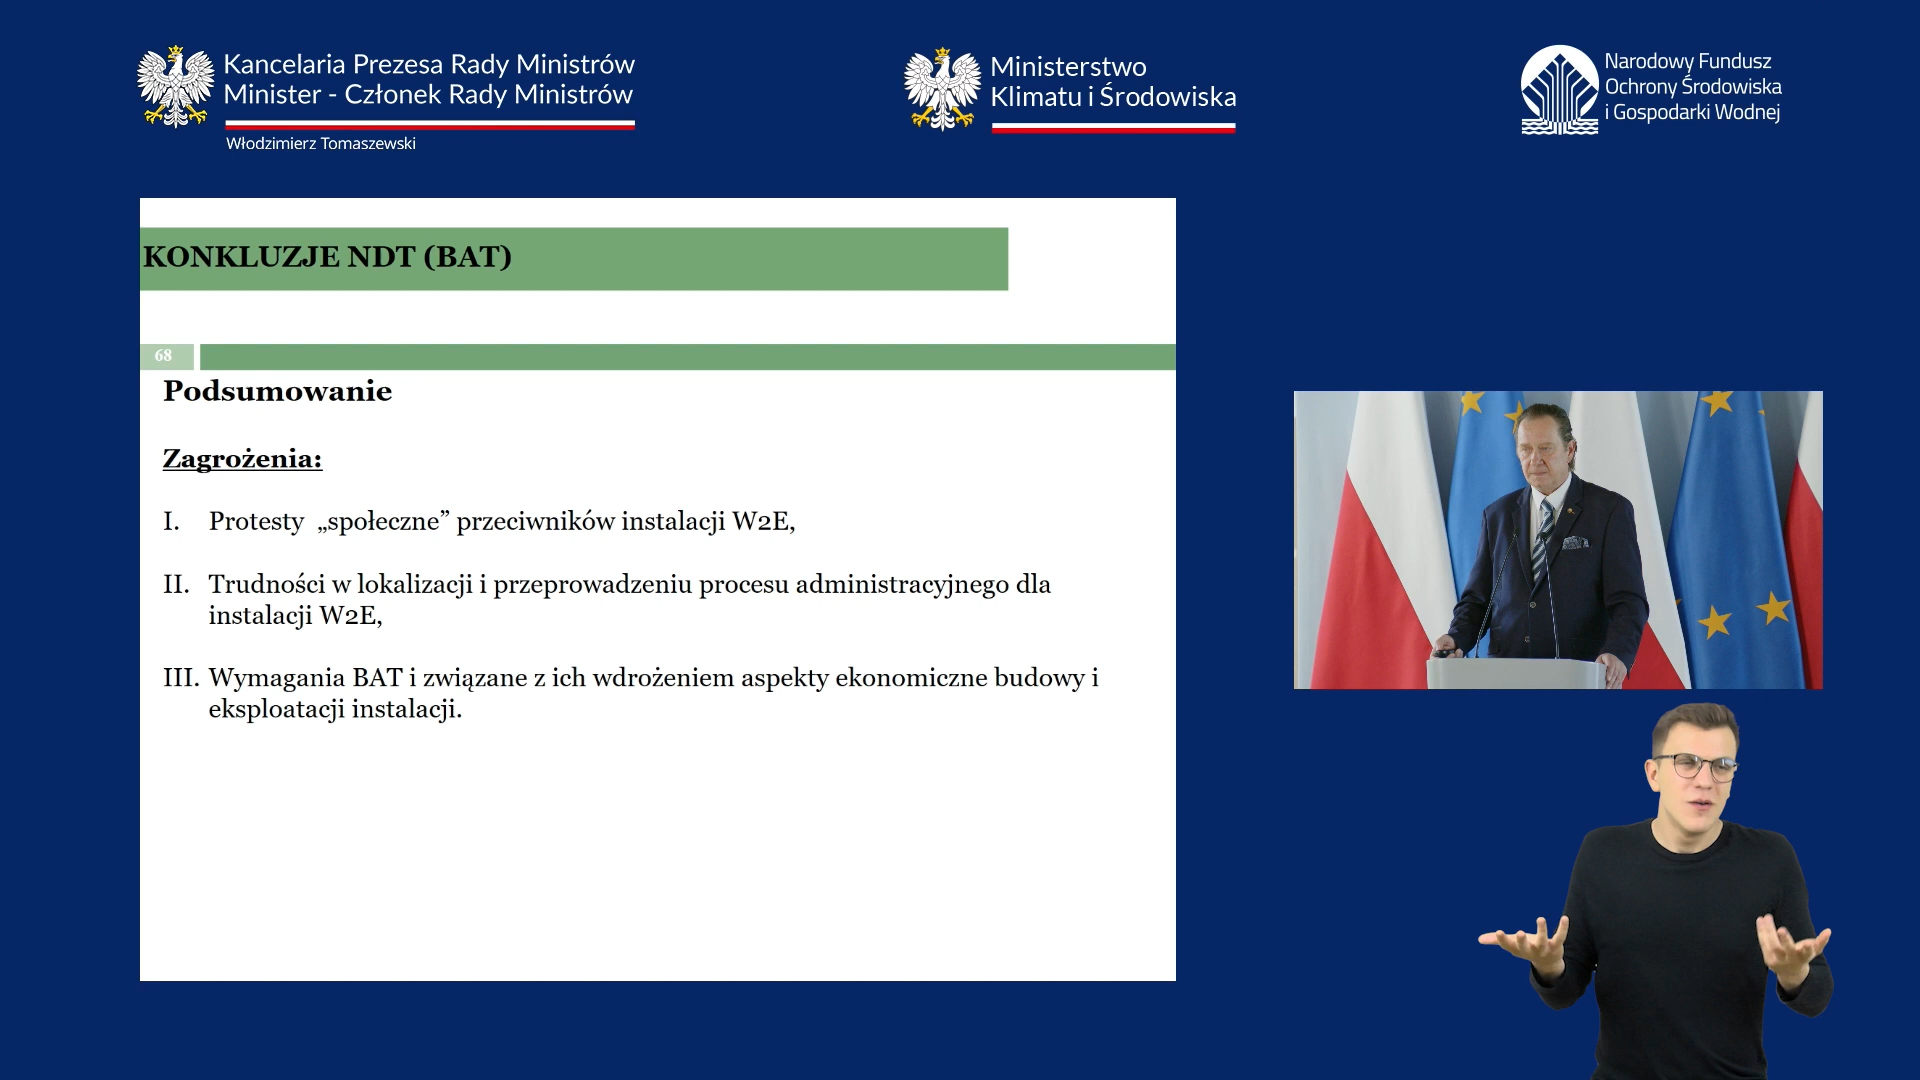 Kancelaria Prezesa Rady Ministrów
Minister - Członek Rady Ministrów
Włodzimierz Tomaszewski
Ministerstwo
Klimatu i Środowiska
Narodowy Fundusz
Ochrony Środowiska
i Gospodarki Wodnej
KONKLUZJE NDT (BAT)
68
Podsumowanie
Zagrożenia:
I. Protesty „społeczne” przeciwników instalacji W2E,
II. Trudności w lokalizacji i przeprowadzeniu procesu administracyjnego dla
instalacji W2E,
III. Wymagania BAT i związane z ich wdrożeniem aspekty ekonomiczne budowy i
eksploatacji instalacji.